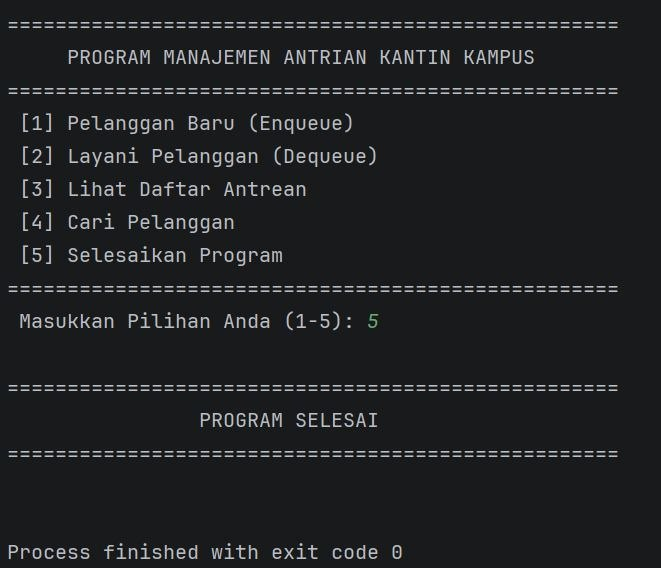 ===================================================
PROGRAM MANAJEMEN ANTRIAN KANTIN KAMPUS
===================================================
[1] Pelanggan Baru (Enqueue)
[2] Layani Pelanggan (Dequeue)
[3] Lihat Daftar Antrean
[4] Cari Pelanggan
[5] Selesaikan Program
===================================================
Masukkan Pilihan Anda (1-5): 5
===================================================
PROGRAM SELESAI
===================================================
Process finished with exit code 0